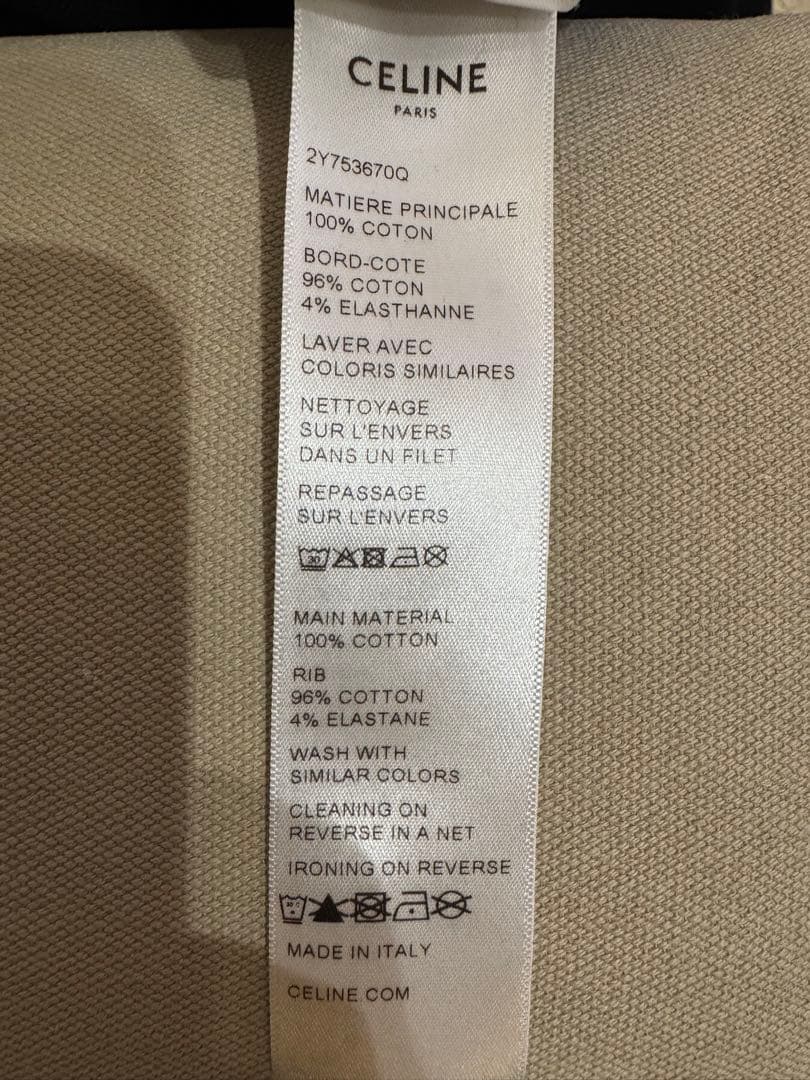 CELINE
PARIS
2Y753670Q
MATIERE PRINCIPALE
100% COTON
BORD-COTE
96% COTON
4% ELASTHANNE
LAVER AVEC
COLORIS SIMILAIRES
NETTOYAGE
SUR L'ENVERS
DANS UN FILET
REPASSAGE
SUR L'ENVERS
30
MAIN MATERIAL
100% COTTON
RIB
96% COTTON
4% ELASTANE
WASH WITH
SIMILAR COLORS
CLEANING ON
REVERSE IN A NET
IRONING ON REVERSE
MADE IN ITALY
CELINE.COM